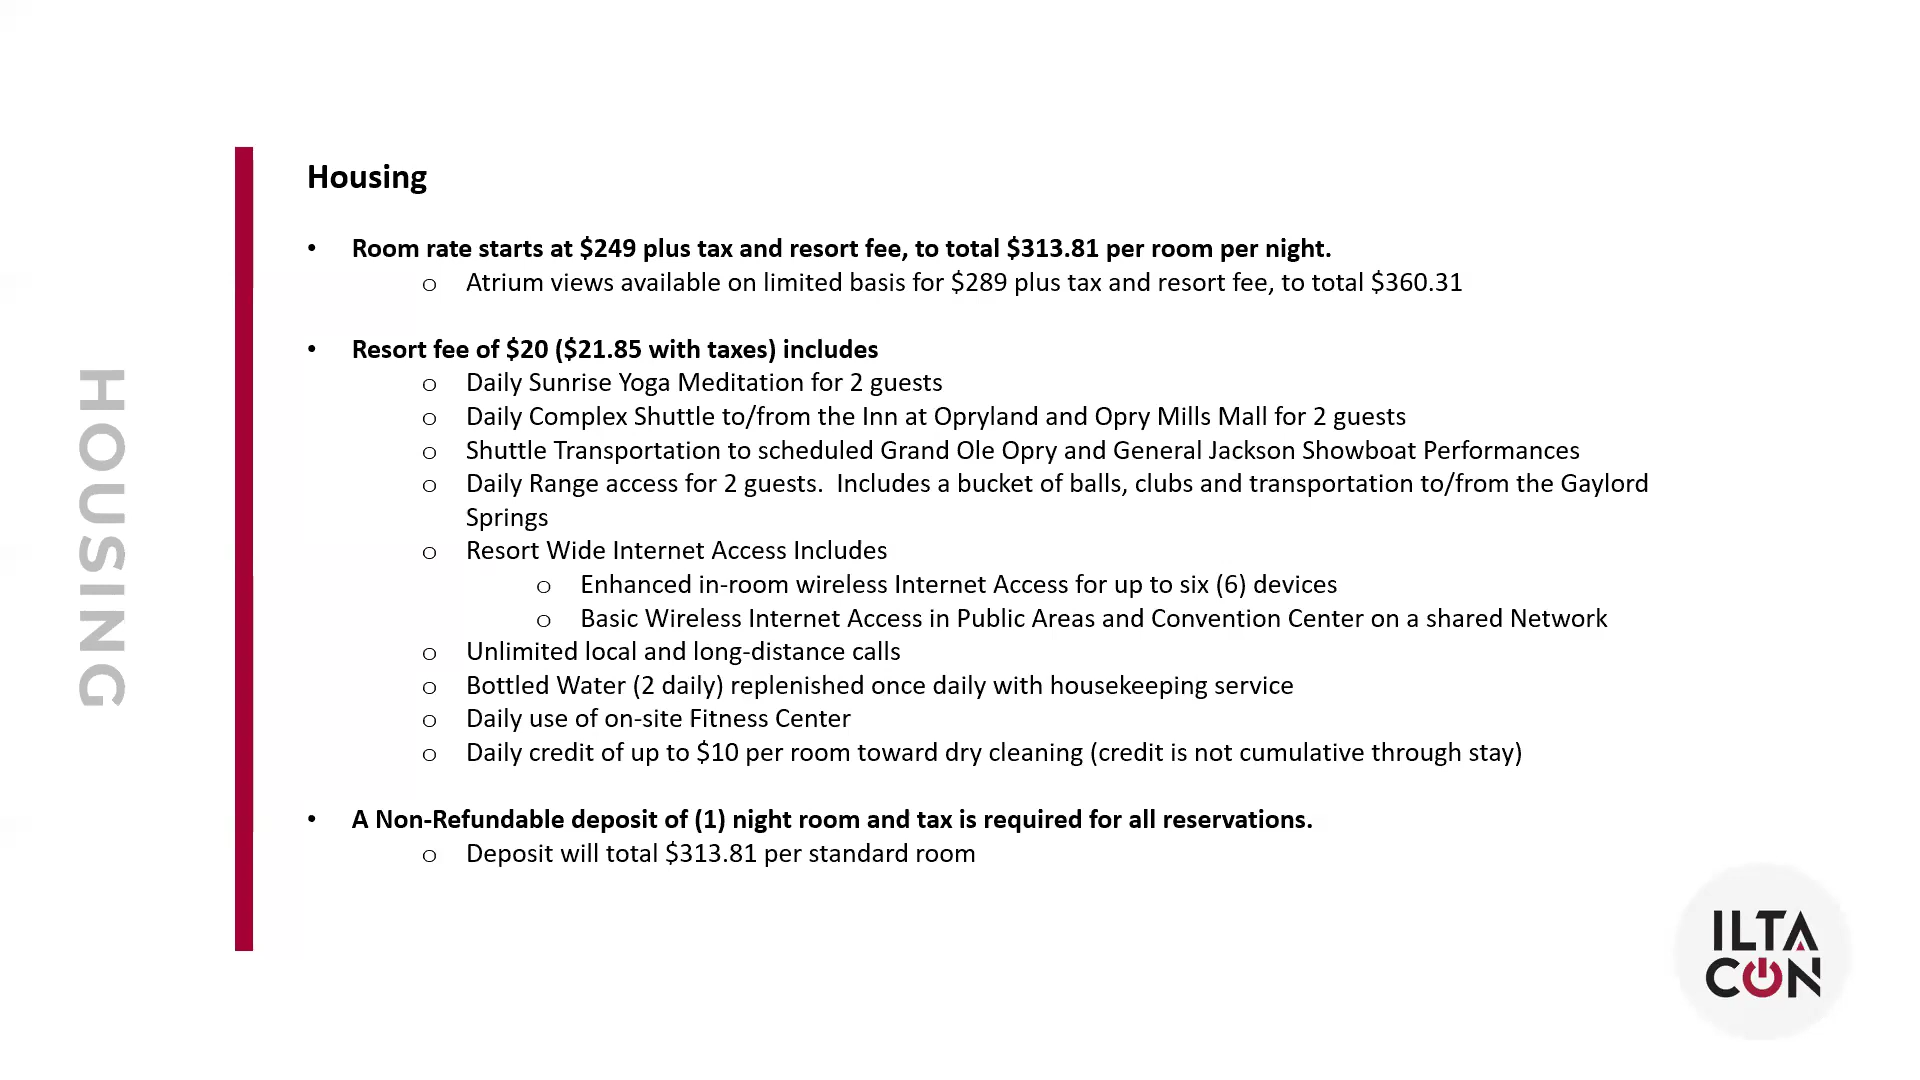 HOUSING
Housing
• Room rate starts at $249 plus tax and resort fee, to total $313.81 per room per night.
o Atrium views available on limited basis for $289 plus tax and resort fee, to total $360.31
• Resort fee of $20 ($21.85 with taxes) includes
o Daily Sunrise Yoga Meditation for 2 guests
o Daily Complex Shuttle to/from the Inn at Opryland and Opry Mills Mall for 2 guests
o Shuttle Transportation to scheduled Grand Ole Opry and General Jackson Showboat Performances
o Daily Range access for 2 guests.  Includes a bucket of balls, clubs and transportation to/from the Gaylord
Springs
o Resort Wide Internet Access Includes
o Enhanced in-room wireless Internet Access for up to six (6) devices
o Basic Wireless Internet Access in Public Areas and Convention Center on a shared Network
o Unlimited local and long-distance calls
o Bottled Water (2 daily) replenished once daily with housekeeping service
o Daily use of on-site Fitness Center
o Daily credit of up to $10 per room toward dry cleaning (credit is not cumulative through stay)
• A Non-Refundable deposit of (1) night room and tax is required for all reservations.
o Deposit will total $313.81 per standard room
ILTA
CON